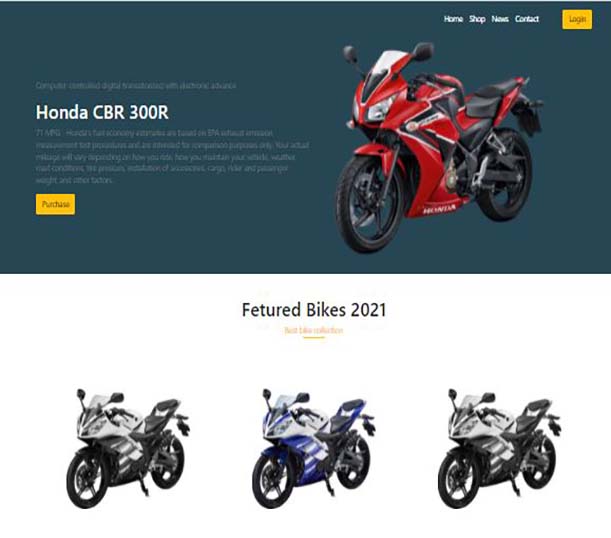 Home Shop News Contact Login
Computer-controlled digital transistorised with electronic advance
Honda CBR 300R
71 MPG - Honda's fuel economy estimates are based on EPA exhaust emission
measurement test procedures and are intended for comparison purposes only. Your actual
mileage will vary depending on how you ride, how you maintain your vehicle, weather,
road conditions, tire pressure, installation of accessories, cargo, rider and passenger
weight, and other factors.
Purchase
HONDA
Fetured Bikes 2021
Best bike collection